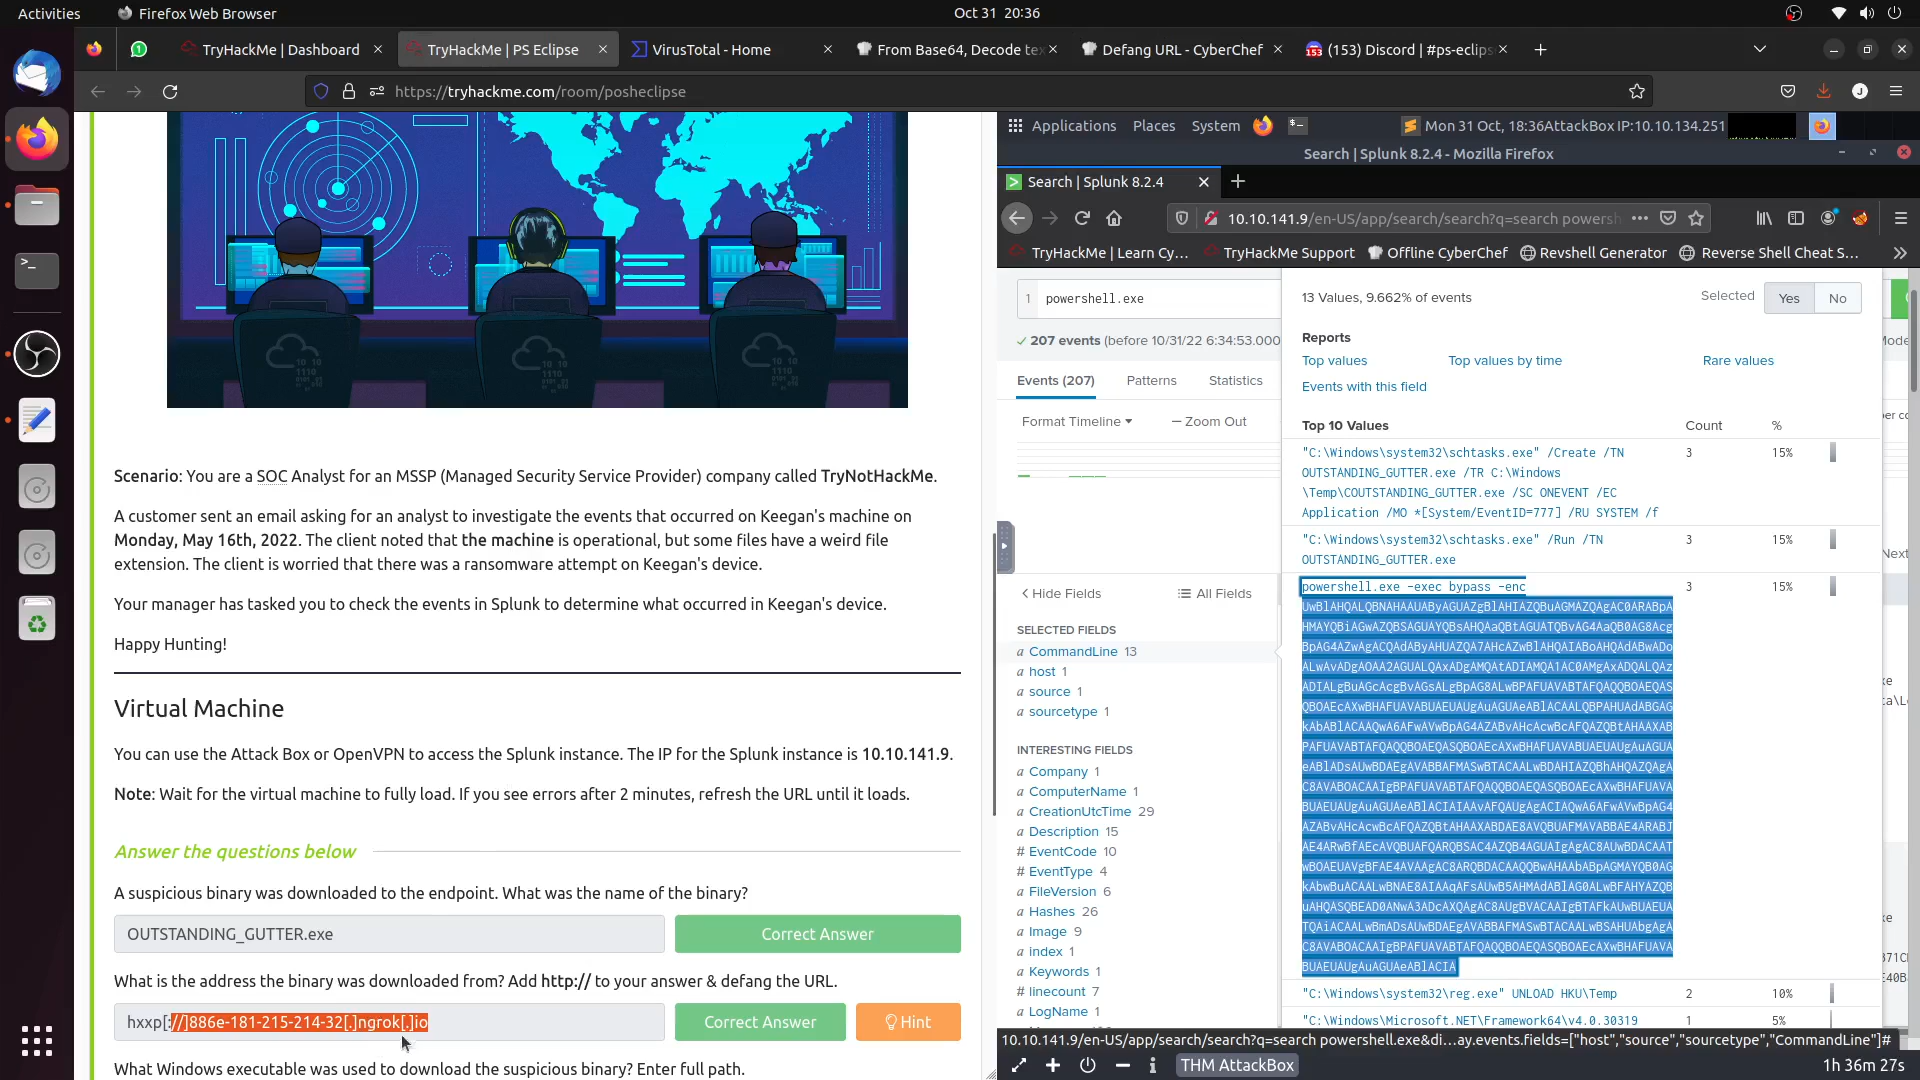 Activities
Firefox Web Browser
Oct 31 20:36
TryHackMe | Dashboard
TryHackMe | PS Eclipse
VirusTotal - Home
From Base64, Decode tex
Defang URL - CyberChef
(153) Discord | #ps-eclips
https://tryhackme.com/room/posheclipse
Scenario: You are a SOC Analyst for an MSSP (Managed Security Service Provider) company called TryNotHackMe.
A customer sent an email asking for an analyst to investigate the events that occurred on Keegan's machine on
Monday, May 16th, 2022. The client noted that the machine is operational, but some files have a weird file
extension. The client is worried that there was a ransomware attempt on Keegan's device.
Your manager has tasked you to check the events in Splunk to determine what occurred in Keegan's device.
Happy Hunting!
Virtual Machine
You can use the Attack Box or OpenVPN to access the Splunk instance. The IP for the Splunk instance is 10.10.141.9.
Note: Wait for the virtual machine to fully load. If you see errors after 2 minutes, refresh the URL until it loads.
Answer the questions below
A suspicious binary was downloaded to the endpoint. What was the name of the binary?
OUTSTANDING_GUTTER.exe
Correct Answer
What is the address the binary was downloaded from? Add http:// to your answer & defang the URL.
hxxp[://]886e-181-215-214-32[.]ngrok[.]io
Correct Answer
Hint
What Windows executable was used to download the suspicious binary? Enter full path.
Applications
Places
System
Mon 31 Oct, 18:36
AttackBox IP:10.10.134.251
Search | Splunk 8.2.4 - Mozilla Firefox
Search | Splunk 8.2.4
10.10.141.9/en-US/app/search/search?q=search powersh
TryHackMe | Learn Cy...
TryHackMe Support
Offline CyberChef
Revshell Generator
Reverse Shell Cheat S...
1 powershell.exe
207 events (before 10/31/22 6:34:53.000
Events (207)
Patterns
Statistics
Format Timeline
Zoom Out
Hide Fields
All Fields
SELECTED FIELDS
a CommandLine 13
a host 1
a source 1
a sourcetype 1
INTERESTING FIELDS
a Company 1
a ComputerName 1
a CreationUtcTime 29
a Description 15
# EventCode 10
# EventType 4
a FileVersion 6
a Hashes 26
a Image 9
a index 1
a Keywords 1
# linecount 7
a LogName 1
13 Values, 9.662% of events
Selected
Yes
No
Reports
Top values
Top values by time
Rare values
Events with this field
Top 10 Values
Count
%
"C:\Windows\system32\schtasks.exe" /Create /TN
OUTSTANDING_GUTTER.exe /TR C:\Windows
\Temp\COUTSTANDING_GUTTER.exe /SC ONEVENT /EC
Application /MO *[System/EventID=777] /RU SYSTEM /f
3
15%
"C:\Windows\system32\schtasks.exe" /Run /TN
OUTSTANDING_GUTTER.exe
3
15%
powershell.exe -exec bypass -enc
3
15%
"C:\Windows\system32\reg.exe" UNLOAD HKU\Temp
2
10%
"C:\Windows\Microsoft.NET\Framework64\v4.0.30319
1
5%
10.10.141.9/en-US/app/search/search?q=search powershell.exe&di...ay.events.fields=["host","source","sourcetype","CommandLine"]#
THM AttackBox
1h 36m 27s